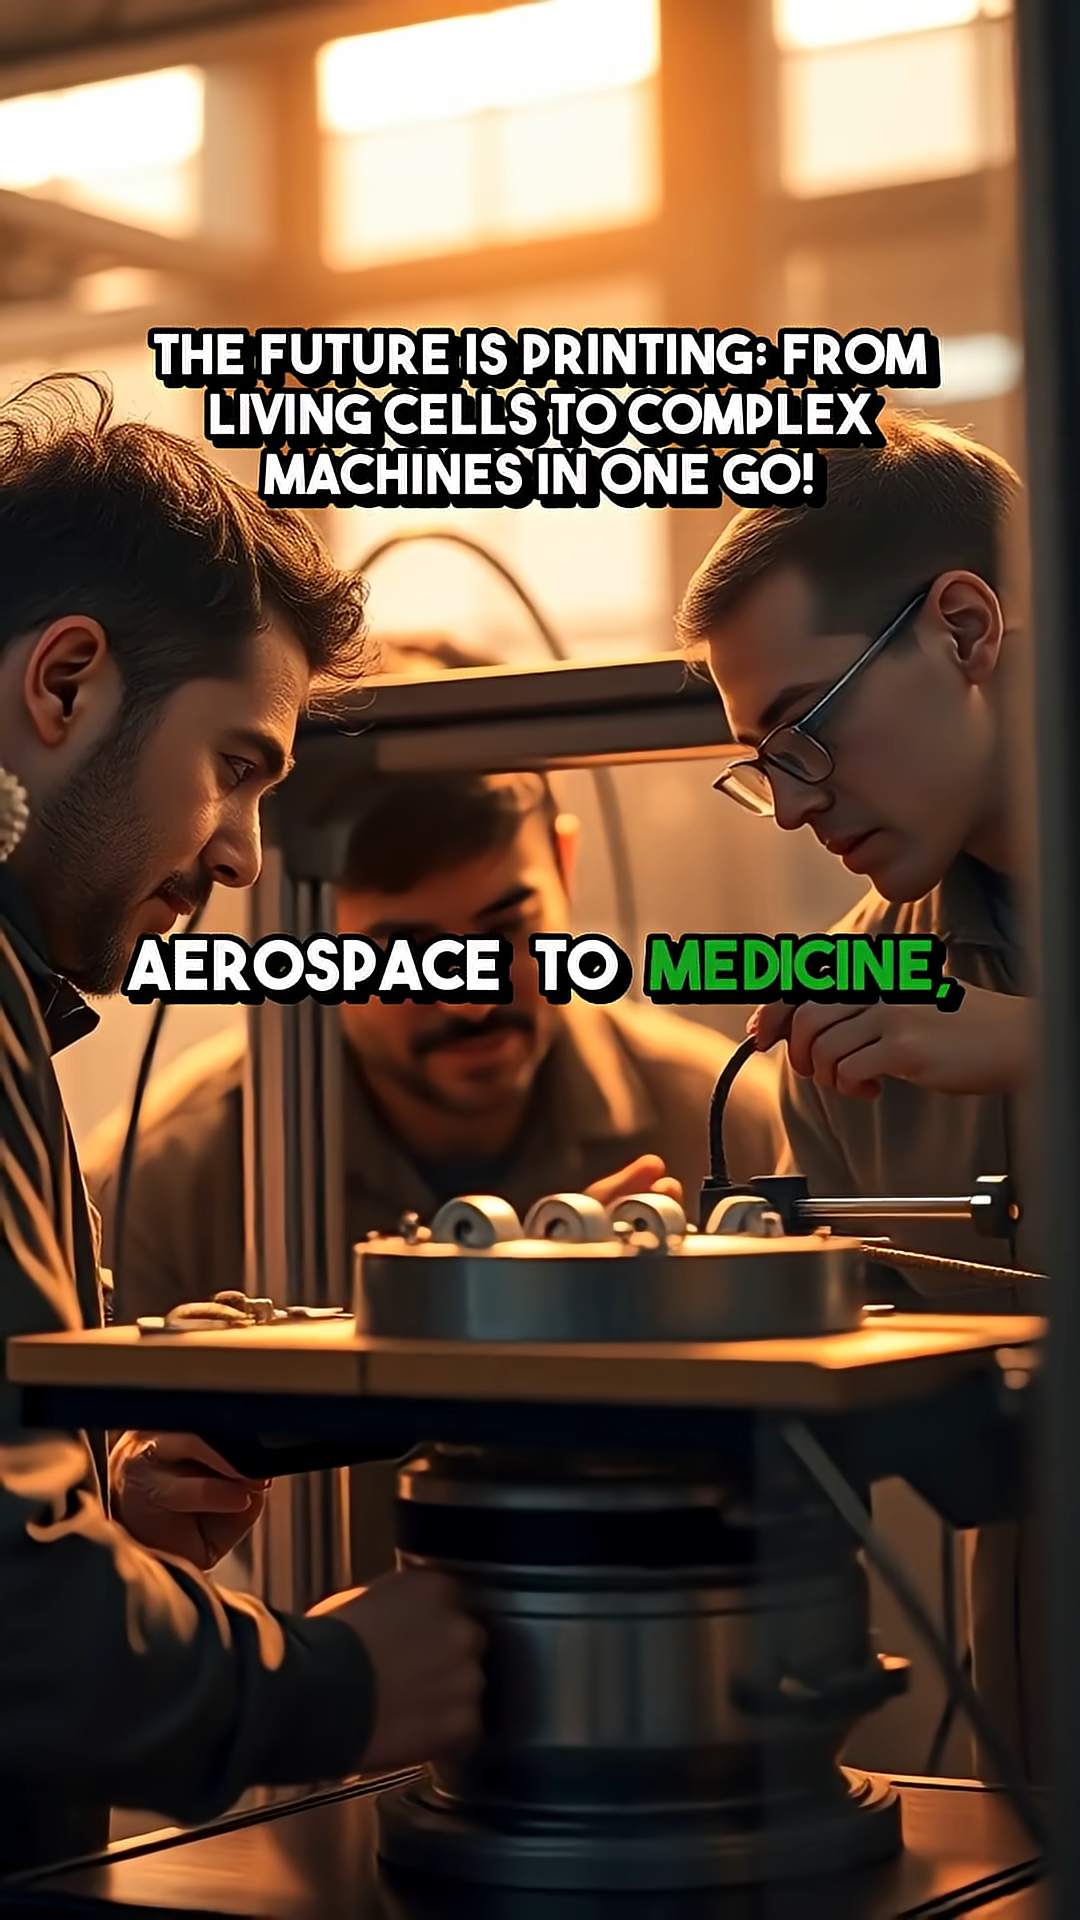 THE FUTURE IS PRINTING: FROM
LIVING CELLS TO COMPLEX
MACHINES IN ONE GO!
AEROSPACE TO MEDICINE,